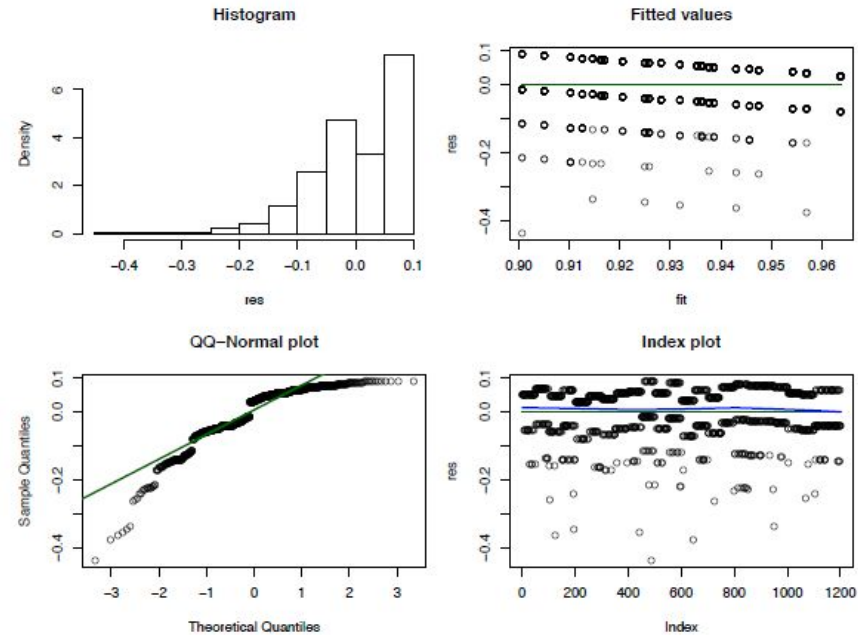 Histogram
Density
0 2 4 6
−0.4 −0.3 −0.2 −0.1 0.0 0.1
res
Fitted values
res
−0.4 −0.2 0.0 0.1
0.90 0.91 0.92 0.93 0.94 0.95 0.96
fit
QQ−Normal plot
Sample Quantiles
−0.4 −0.2 0.0 0.1
−3 −2 −1 0 1 2 3
Theoretical Quantiles
Index plot
res
−0.4 −0.2 0.0 0.1
0 200 400 600 800 1000 1200
Index